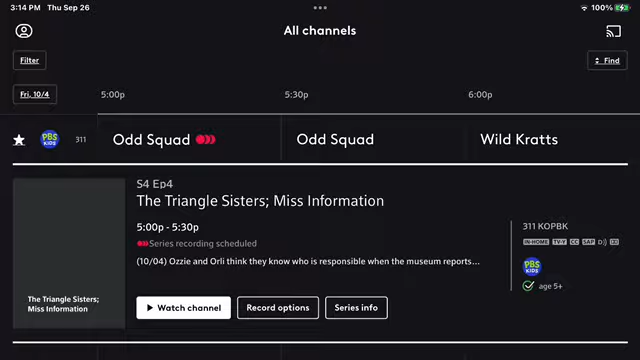 3:14 PM Thu Sep 26
100%
All channels
Filter
Find
Fri, 10/4
5:00p
5:30p
6:00p
PBS KIDS
311
Odd Squad
Odd Squad
Wild Kratts
S4 Ep4
The Triangle Sisters; Miss Information
5:00p - 5:30p
Series recording scheduled
(10/04) Ozzie and Orli think they know who is responsible when the museum reports...
The Triangle Sisters;
Miss Information
Watch channel
Record options
Series info
311 KOPBK
IN-HOME TV-Y CC SAP D))
PBS KIDS
age 5+